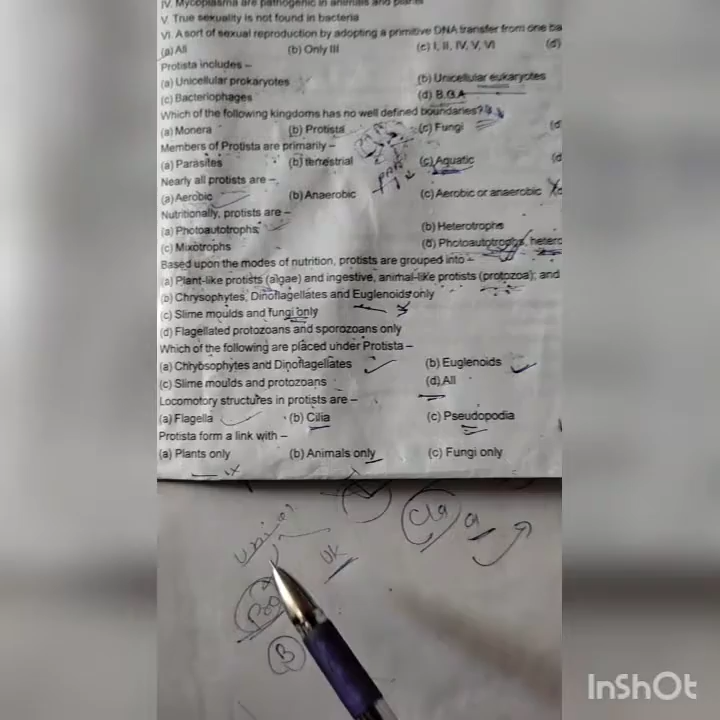 IV. Mycoplasma are pathogenic in animals and plants
V. True sexuality is not found in bacteria
VI. A sort of sexual reproduction by adopting a primitive DNA transfer from one ba
(a) All (b) Only III (c) I, II, IV, V, VI (d)
Protista includes –
(a) Unicellular prokaryotes (b) Unicellular eukaryotes
(c) Bacteriophages (d) B.G.A
Which of the following kingdoms has no well defined boundaries?
(a) Monera (b) Protista (c) Fungi (d
Members of Protista are primarily –
(a) Parasites (b) terrestrial (c) Aquatic (d
Nearly all protists are –
(a) Aerobic (b) Anaerobic (c) Aerobic or anaerobic
Nutritionally, protists are –
(a) Photoautotrophs (b) Heterotrophs
(c) Mixotrophs (d) Photoautotrophs, heterc
Based upon the modes of nutrition, protists are grouped into –
(a) Plant-like protists (algae) and ingestive, animal-like protists (protozoa); and
(b) Chrysophytes, Dinoflagellates and Euglenoids only
(c) Slime moulds and fungi only
(d) Flagellated protozoans and sporozoans only
Which of the following are placed under Protista –
(a) Chrysophytes and Dinoflagellates (b) Euglenoids
(c) Slime moulds and protozoans (d) All
Locomotory structures in protists are –
(a) Flagella (b) Cilia (c) Pseudopodia
Protista form a link with –
(a) Plants only (b) Animals only (c) Fungi only
UK
B
InShOt